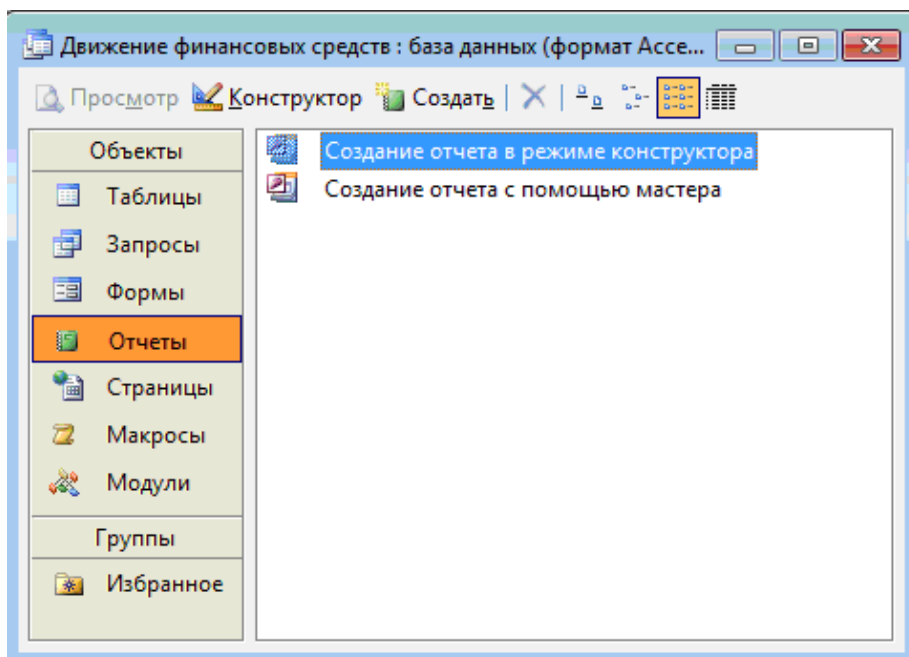 Движение финансовых средств : база данных (формат Acce...
Просмотр Конструктор Создать
Объекты
Таблицы
Запросы
Формы
Отчеты
Страницы
Макросы
Модули
Группы
Избранное
Создание отчета в режиме конструктора
Создание отчета с помощью мастера